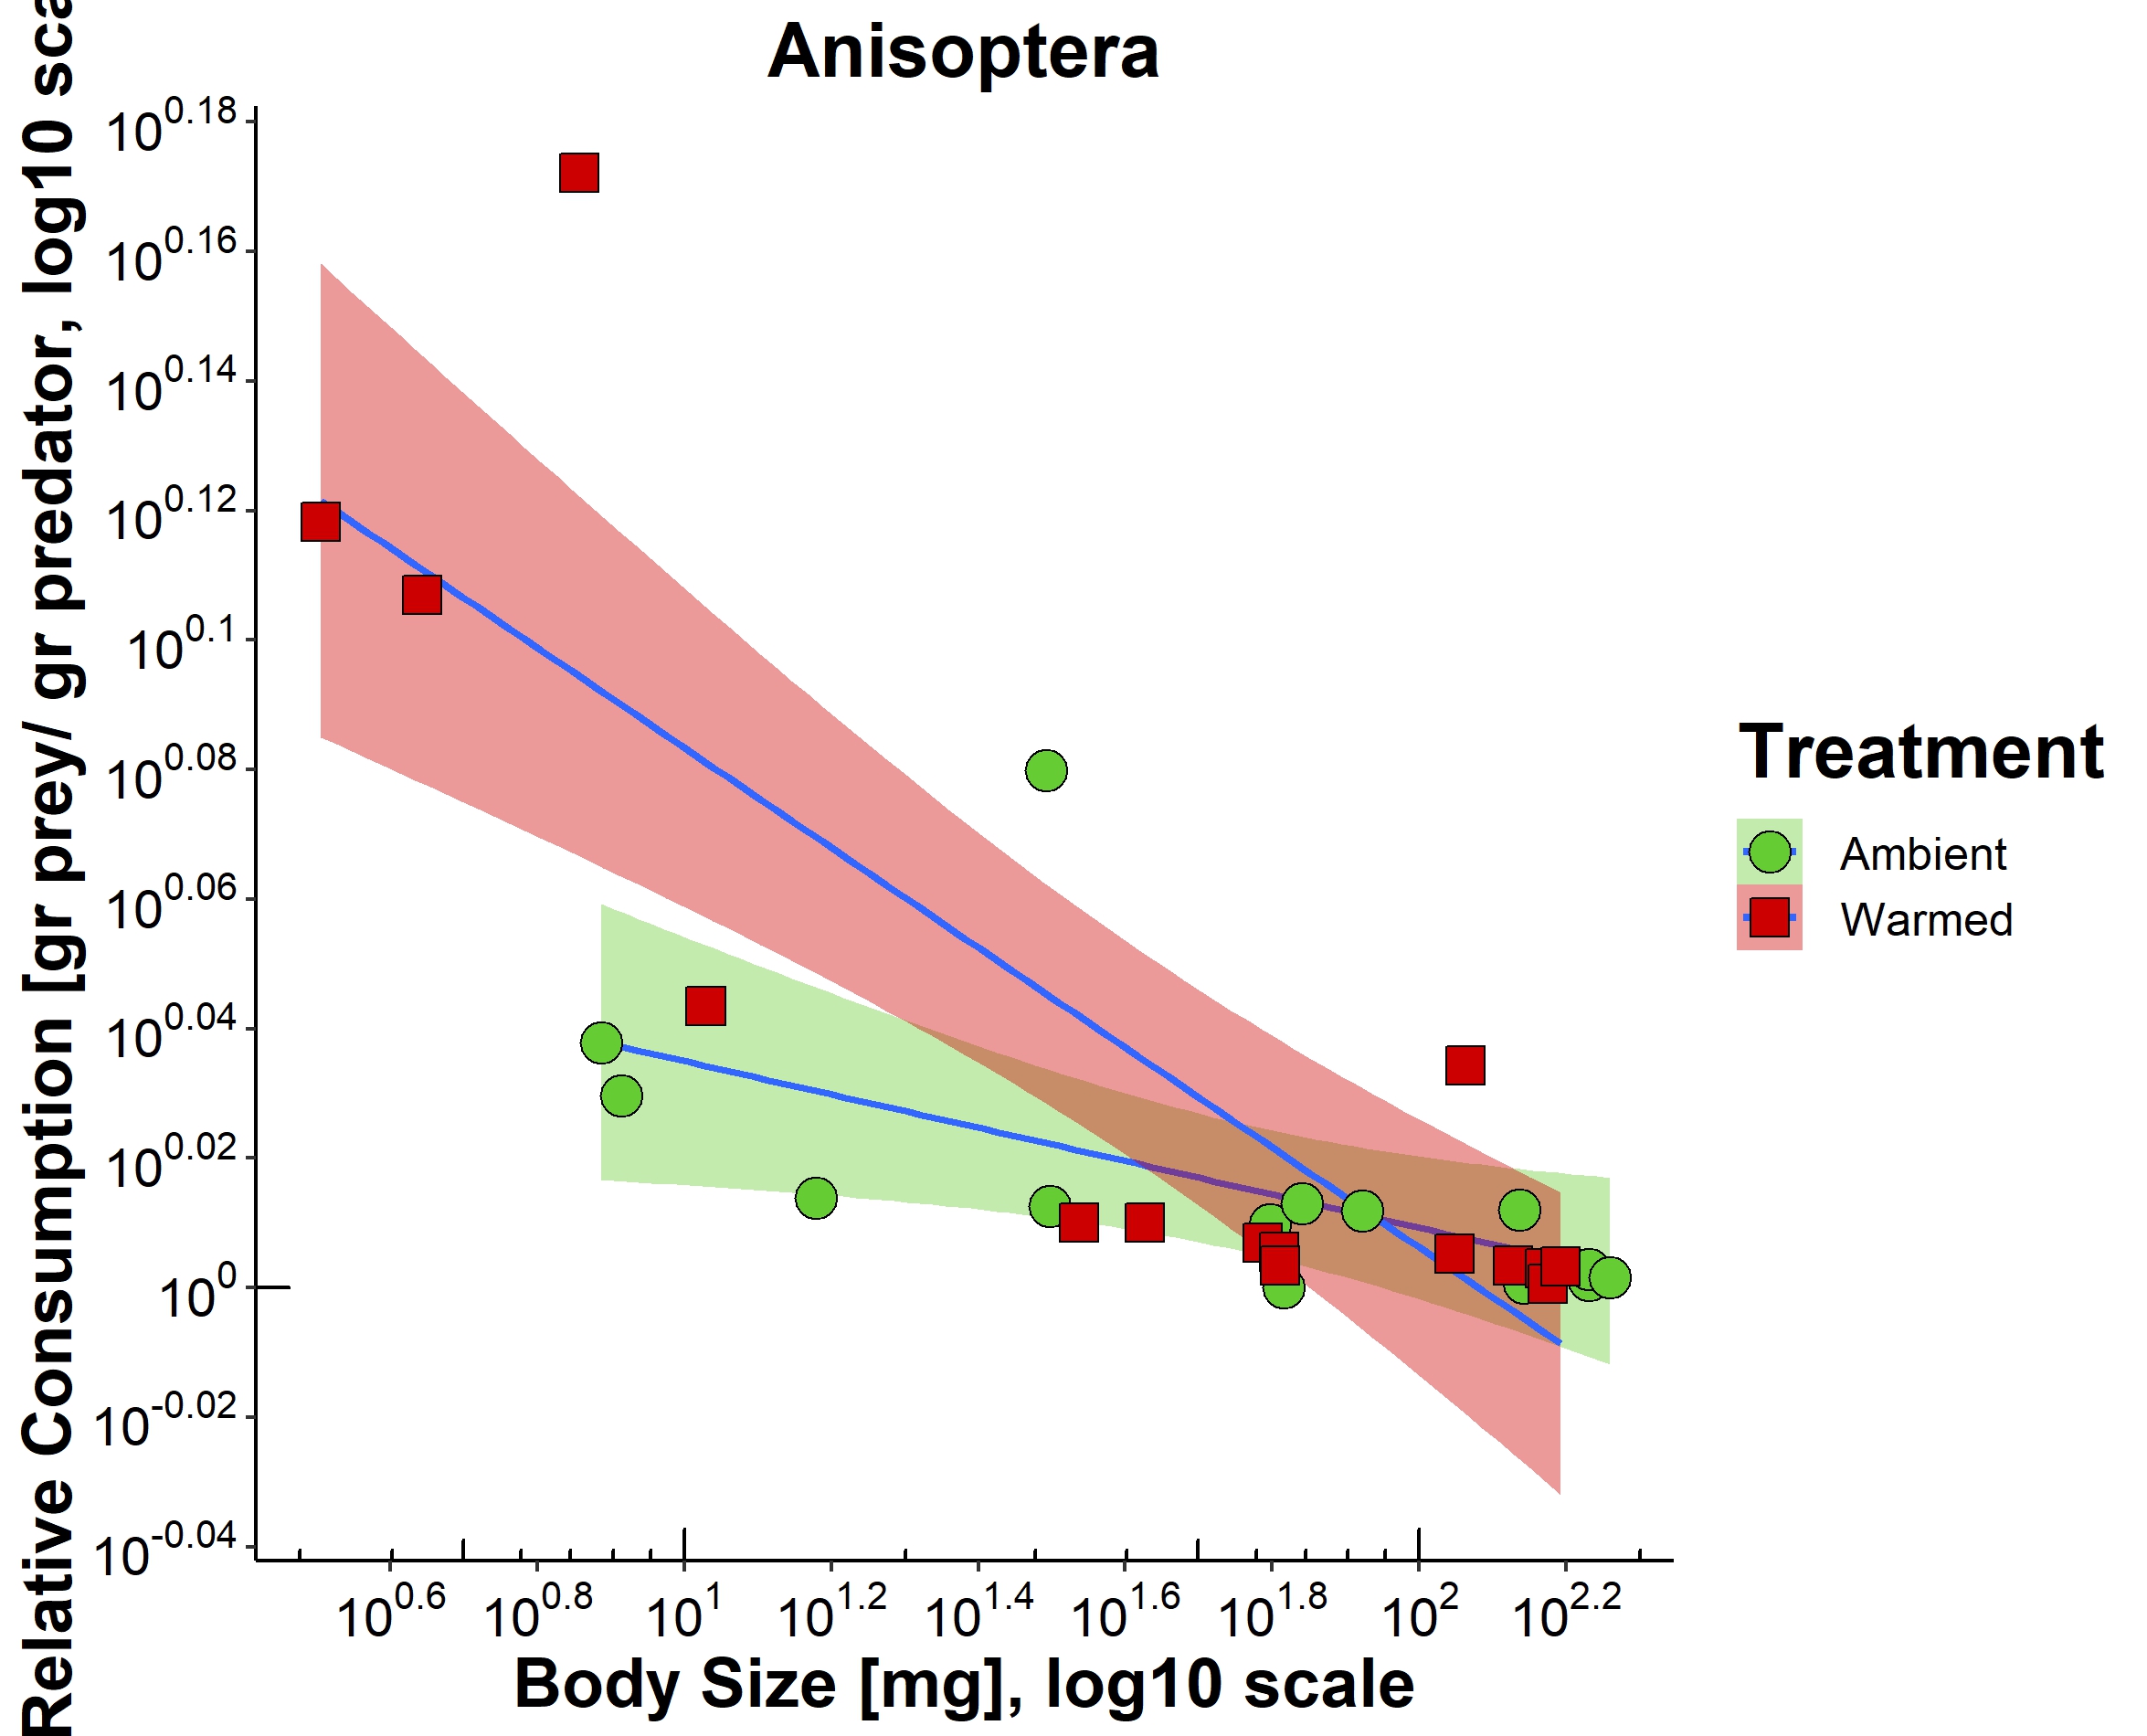 Anisoptera
Relative Consumption [gr prey/ gr predator, log10 sca
10^0.18
10^0.16
10^0.14
10^0.12
10^0.1
10^0.08
10^0.06
10^0.04
10^0.02
10^0
10^-0.02
10^-0.04
10^0.6 10^0.8 10^1 10^1.2 10^1.4 10^1.6 10^1.8 10^2 10^2.2
Body Size [mg], log10 scale
Treatment
Ambient
Warmed